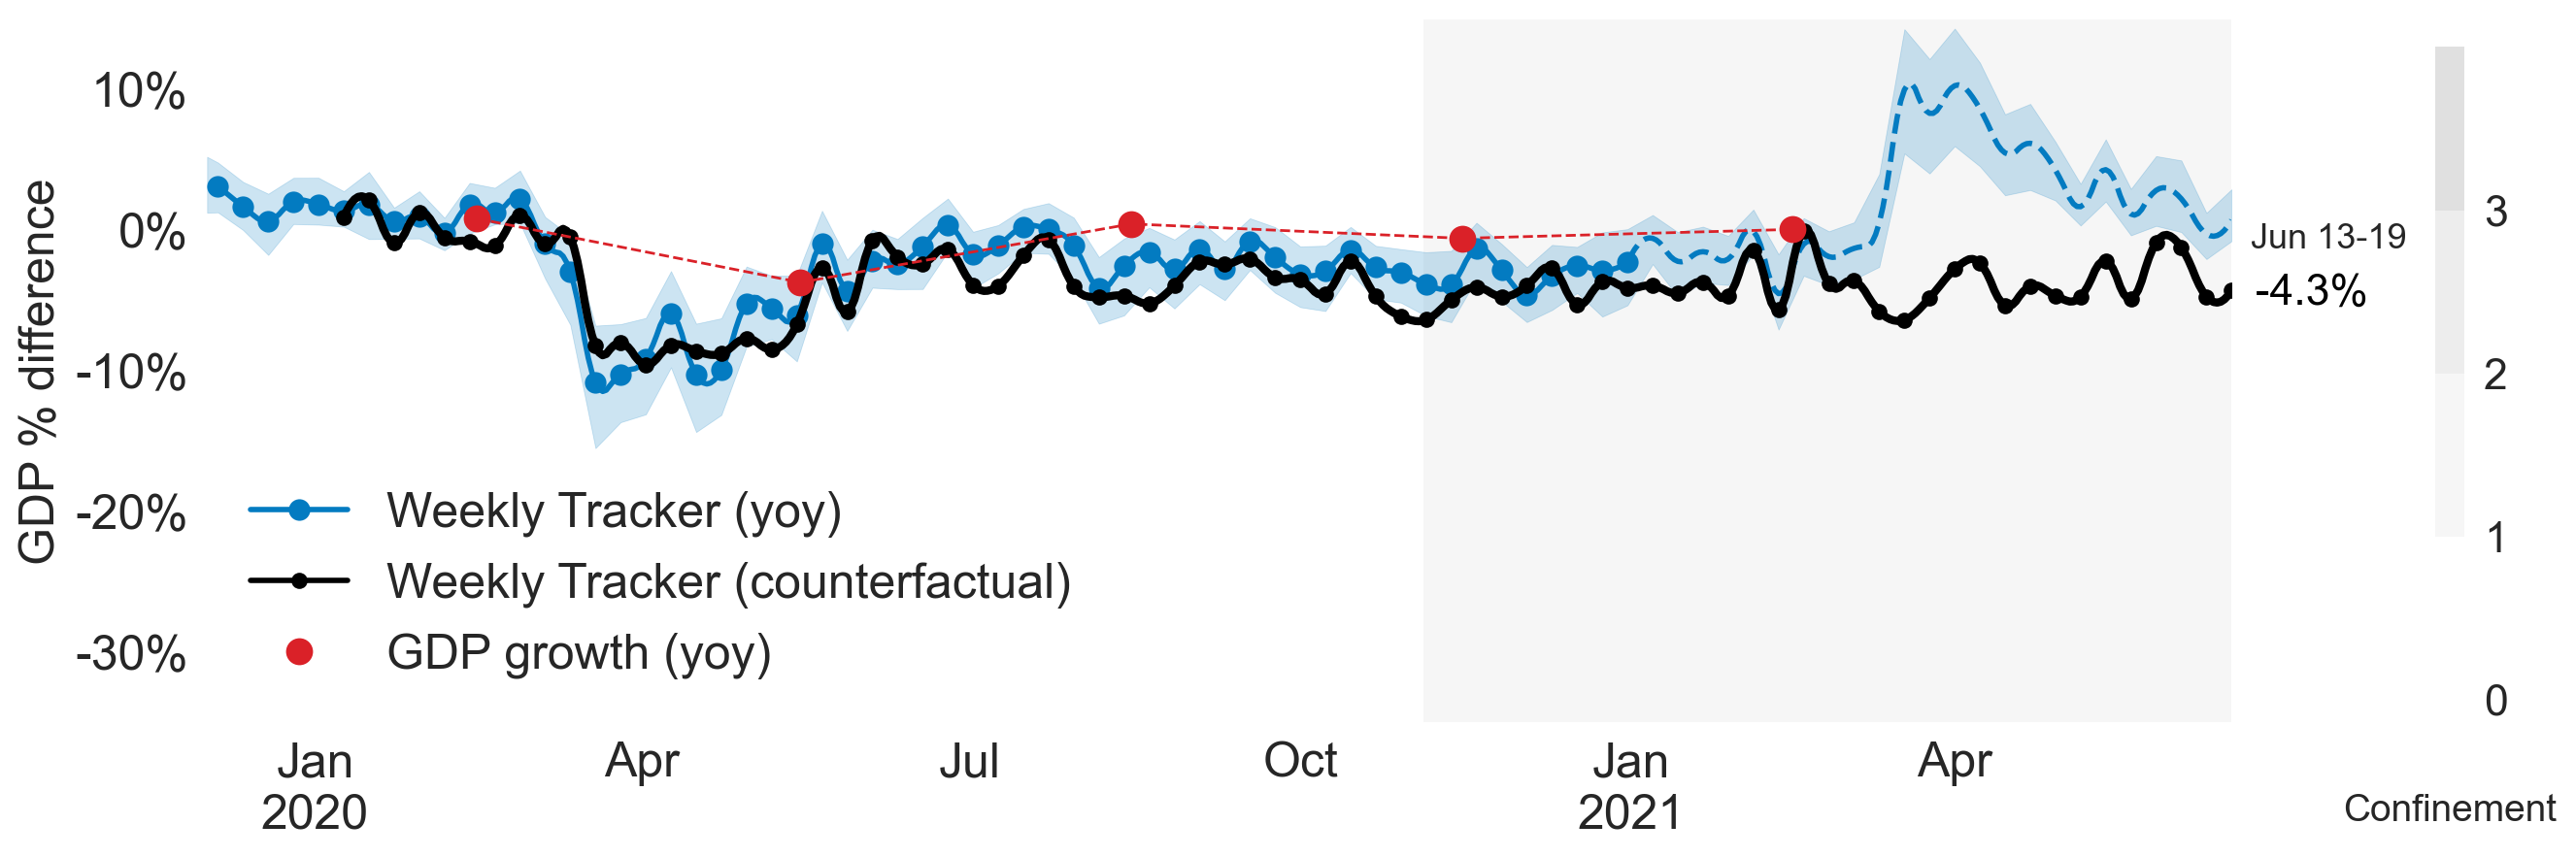 GDP % difference
10%
0%
-10%
-20%
-30%
Weekly Tracker (yoy)
Weekly Tracker (counterfactual)
GDP growth (yoy)
Jan
2020
Apr
Jul
Oct
Jan
2021
Apr
Jun 13-19
-4.3%
3
2
1
0
Confinement